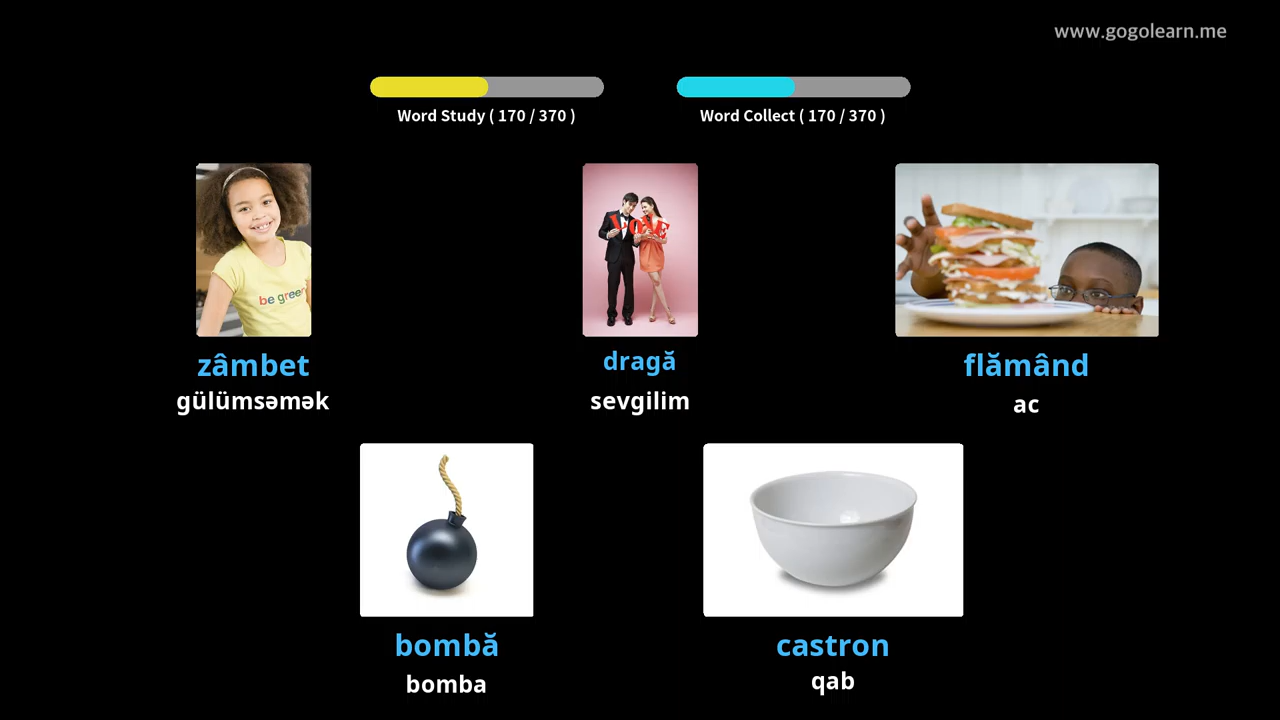 www.gogolearn.me
Word Study ( 170 / 370 )
Word Collect ( 170 / 370 )
be green
LOVE
zâmbet
gülümsəmək
dragă
sevgilim
flămând
ac
bombă
bomba
castron
qab